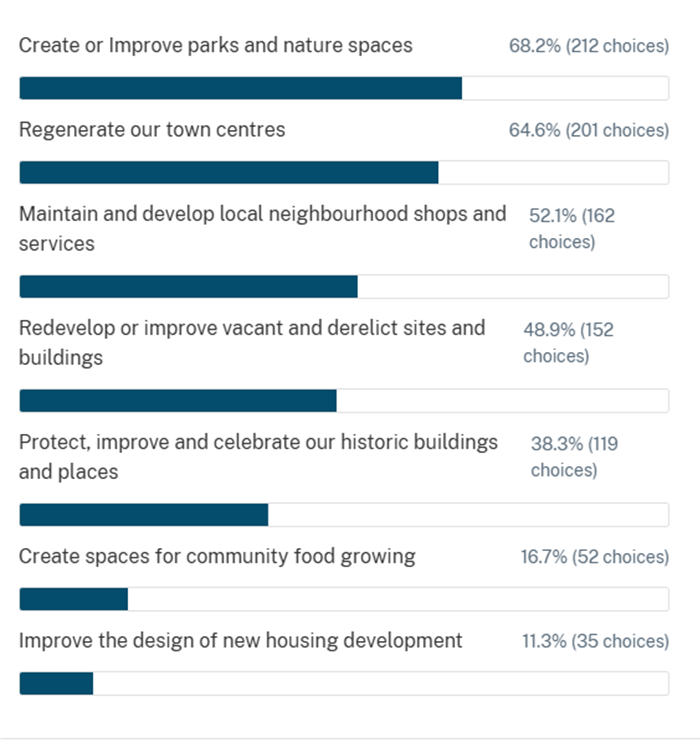 Create or Improve parks and nature spaces 68.2% (212 choices)
Regenerate our town centres 64.6% (201 choices)
Maintain and develop local neighbourhood shops and 52.1% (162
services choices)
Redevelop or improve vacant and derelict sites and 48.9% (152
buildings choices)
Protect, improve and celebrate our historic buildings 38.3% (119
and places choices)
Create spaces for community food growing 16.7% (52 choices)
Improve the design of new housing development 11.3% (35 choices)